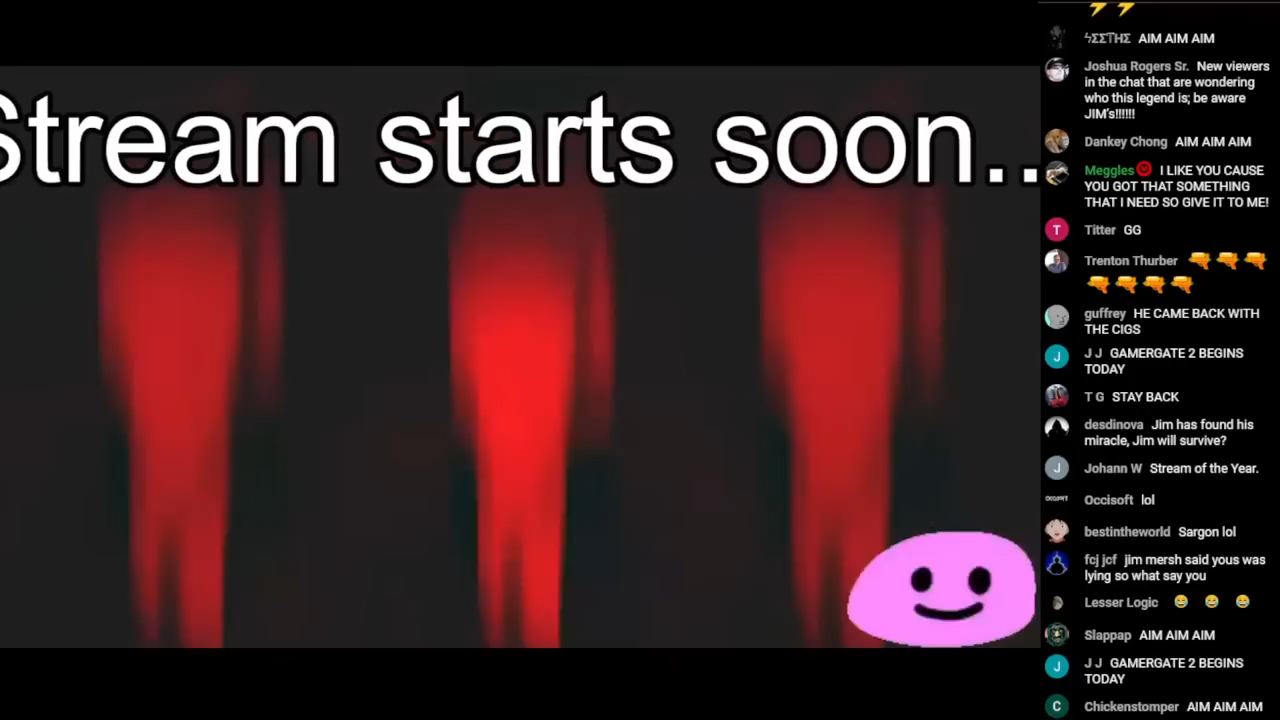 Stream starts soon..
ϟΣΣΤΗΣ AIM AIM AIM
Joshua Rogers Sr. New viewers
in the chat that are wondering
who this legend is; be aware
JIM's!!!!!!
Dankey Chong AIM AIM AIM
Meggles I LIKE YOU CAUSE
YOU GOT THAT SOMETHING
THAT I NEED SO GIVE IT TO ME!
T Titter GG
Trenton Thurber
guffrey HE CAME BACK WITH
THE CIGS
J J J GAMERGATE 2 BEGINS
TODAY
T G STAY BACK
desdinova Jim has found his
miracle, Jim will survive?
J Johann W Stream of the Year.
OCCISOFT Occisoft lol
bestintheworld Sargon lol
fcj jcf jim mersh said yous was
lying so what say you
Lesser Logic 😂 😂 😂
Slappap AIM AIM AIM
J J J GAMERGATE 2 BEGINS
TODAY
C Chickenstomper AIM AIM AIM